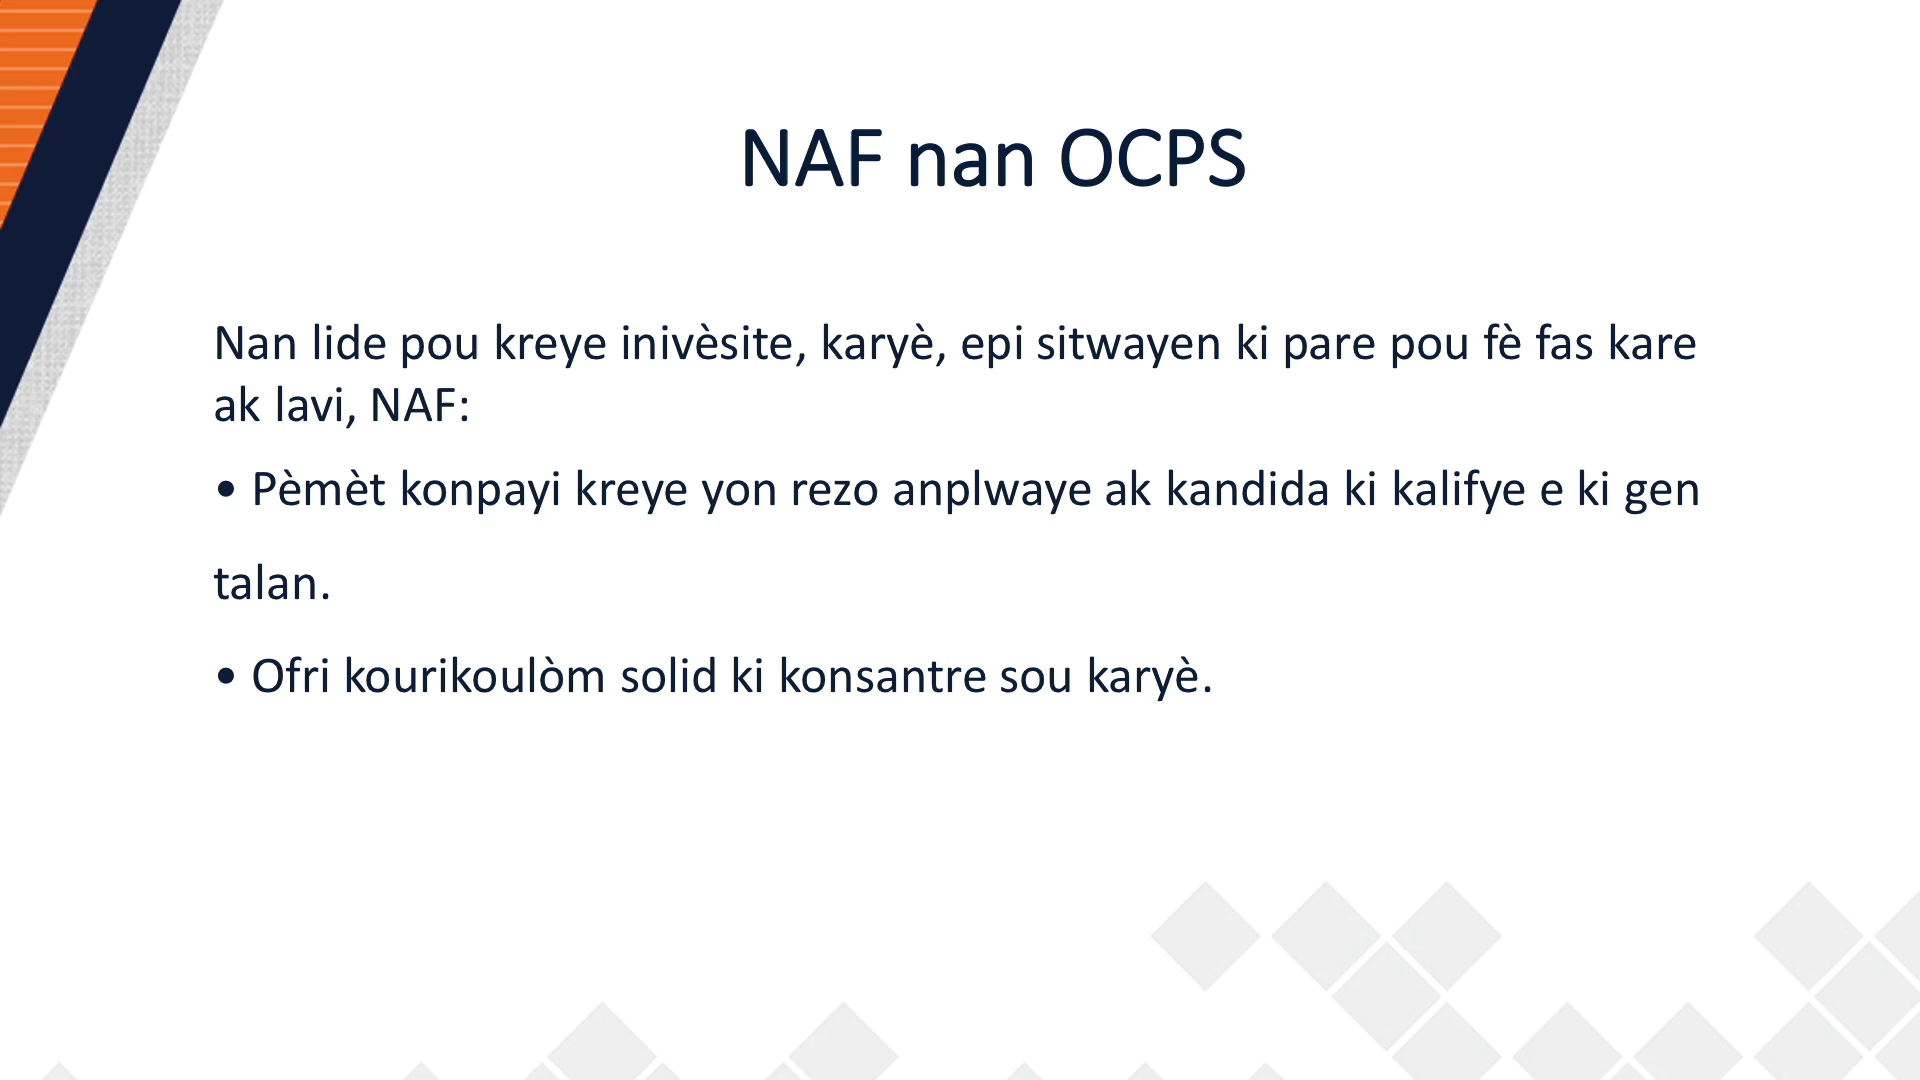 NAF nan OCPS
Nan lide pou kreye inivèsite, karyè, epi sitwayen ki pare pou fè fas kare
ak lavi, NAF:
• Pèmèt konpayi kreye yon rezo anplwaye ak kandida ki kalifye e ki gen
talan.
• Ofri kourikoulòm solid ki konsantre sou karyè.